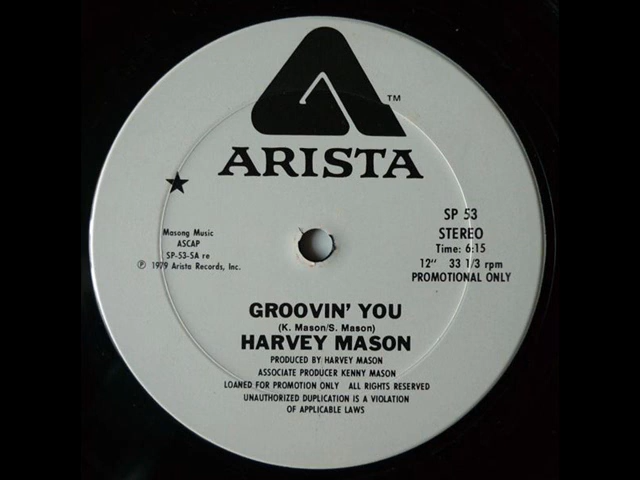 ™
ARISTA
Masong Music
ASCAP
SP-53-SA re
℗ 1979 Arista Records, Inc.
SP 53
STEREO
Time: 6:15
12" 33 1/3 rpm
PROMOTIONAL ONLY
GROOVIN' YOU
(K. Mason/S. Mason)
HARVEY MASON
PRODUCED BY HARVEY MASON
ASSOCIATE PRODUCER KENNY MASON
LOANED FOR PROMOTION ONLY ALL RIGHTS RESERVED
UNAUTHORIZED DUPLICATION IS A VIOLATION
OF APPLICABLE LAWS